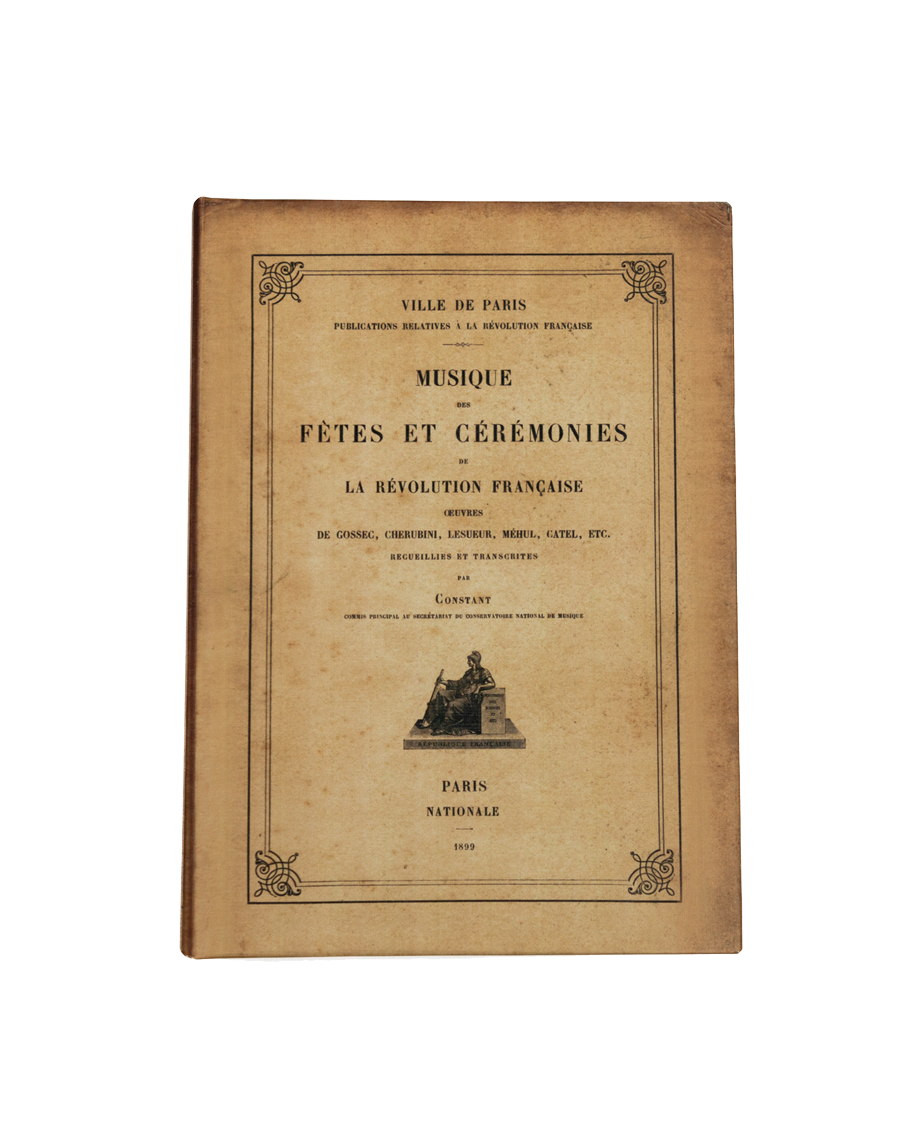 VILLE DE PARIS
PUBLICATIONS RELATIVES À LA RÉVOLUTION FRANÇAISE
MUSIQUE
DES
FÈTES ET CÉRÉMONIES
DE
LA RÉVOLUTION FRANÇAISE
ŒUVRES
DE GOSSEC, CHERUBINI, LESUEUR, MÉHUL, CATEL, ETC.
RECUEILLIES ET TRANSCRITES
PAR
CONSTANT
COMMIS PRINCIPAL AU SECRÉTARIAT DU CONSERVATOIRE NATIONAL DE MUSIQUE
RÉPUBLIQUE FRANÇAISE
PARIS
NATIONALE
1899